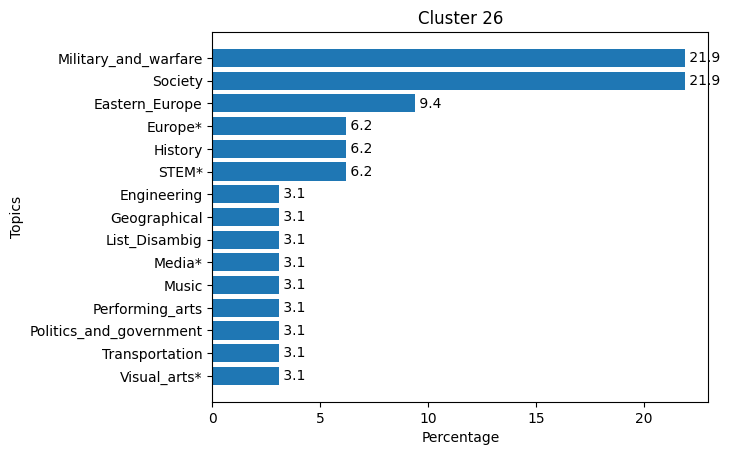 Cluster 26
Military_and_warfare 21.9
Society 21.9
Eastern_Europe 9.4
Europe* 6.2
History 6.2
STEM* 6.2
Engineering 3.1
Geographical 3.1
List_Disambig 3.1
Media* 3.1
Music 3.1
Performing_arts 3.1
Politics_and_government 3.1
Transportation 3.1
Visual_arts* 3.1
Topics
0 5 10 15 20
Percentage